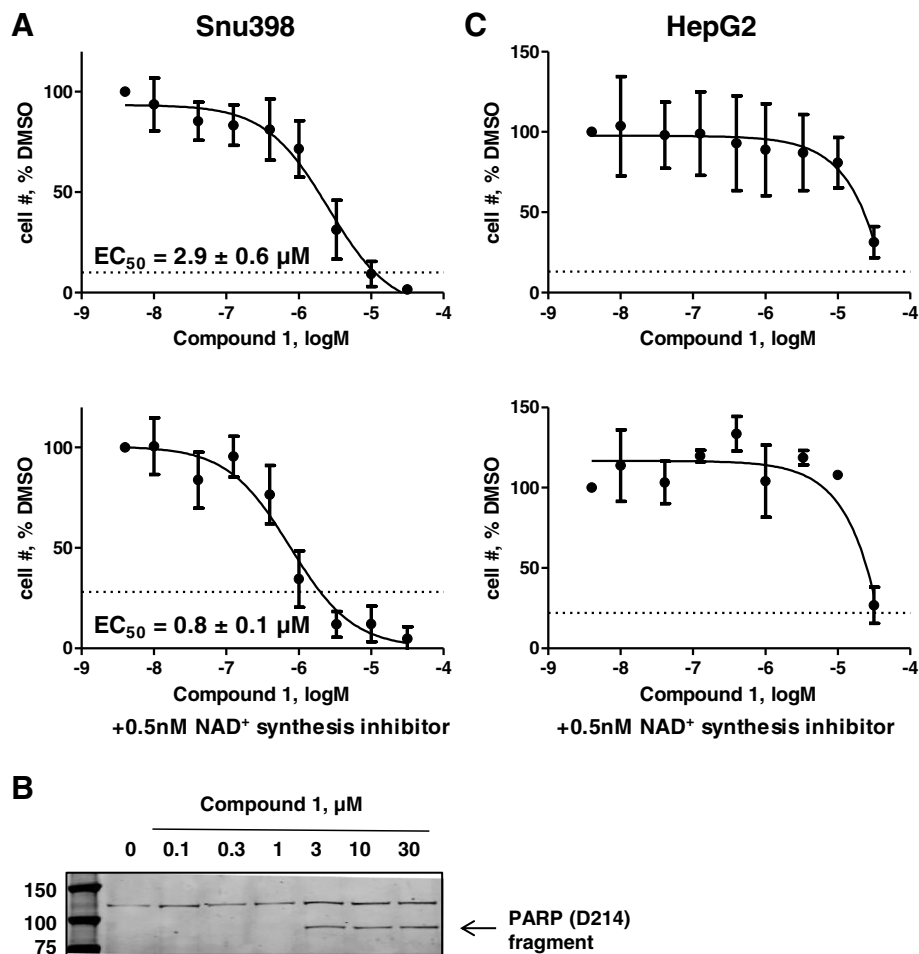 A
Snu398
100
50
0
cell #, % DMSO
EC₅₀ = 2.9 ± 0.6 µM
-9 -8 -7 -6 -5 -4
Compound 1, logM
C
HepG2
150
100
50
0
cell #, % DMSO
-9 -8 -7 -6 -5 -4
Compound 1, logM
100
50
0
cell #, % DMSO
EC₅₀ = 0.8 ± 0.1 µM
-9 -8 -7 -6 -5 -4
Compound 1, logM
+0.5nM NAD⁺ synthesis inhibitor
150
100
50
0
cell #, % DMSO
-9 -8 -7 -6 -5 -4
Compound 1, logM
+0.5nM NAD⁺ synthesis inhibitor
B
Compound 1, µM
0 0.1 0.3 1 3 10 30
150
100
75
PARP (D214)
fragment